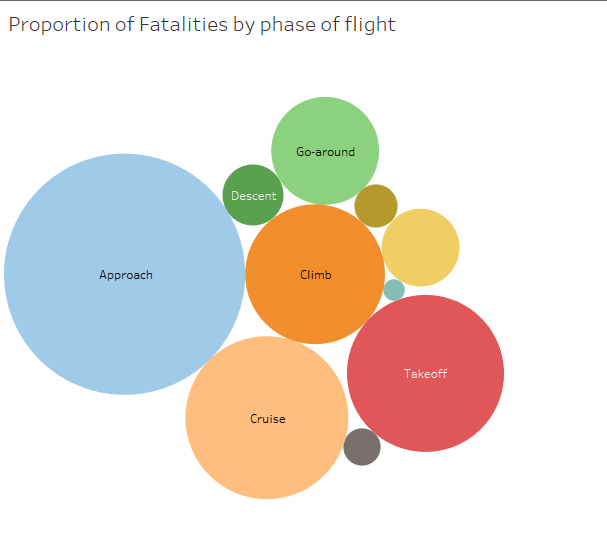 Proportion of Fatalities by phase of flight
Go-around
Descent
Approach
Climb
Takeoff
Cruise